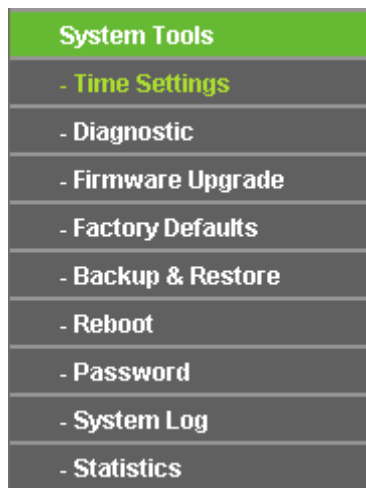 System Tools
- Time Settings
- Diagnostic
- Firmware Upgrade
- Factory Defaults
- Backup & Restore
- Reboot
- Password
- System Log
- Statistics